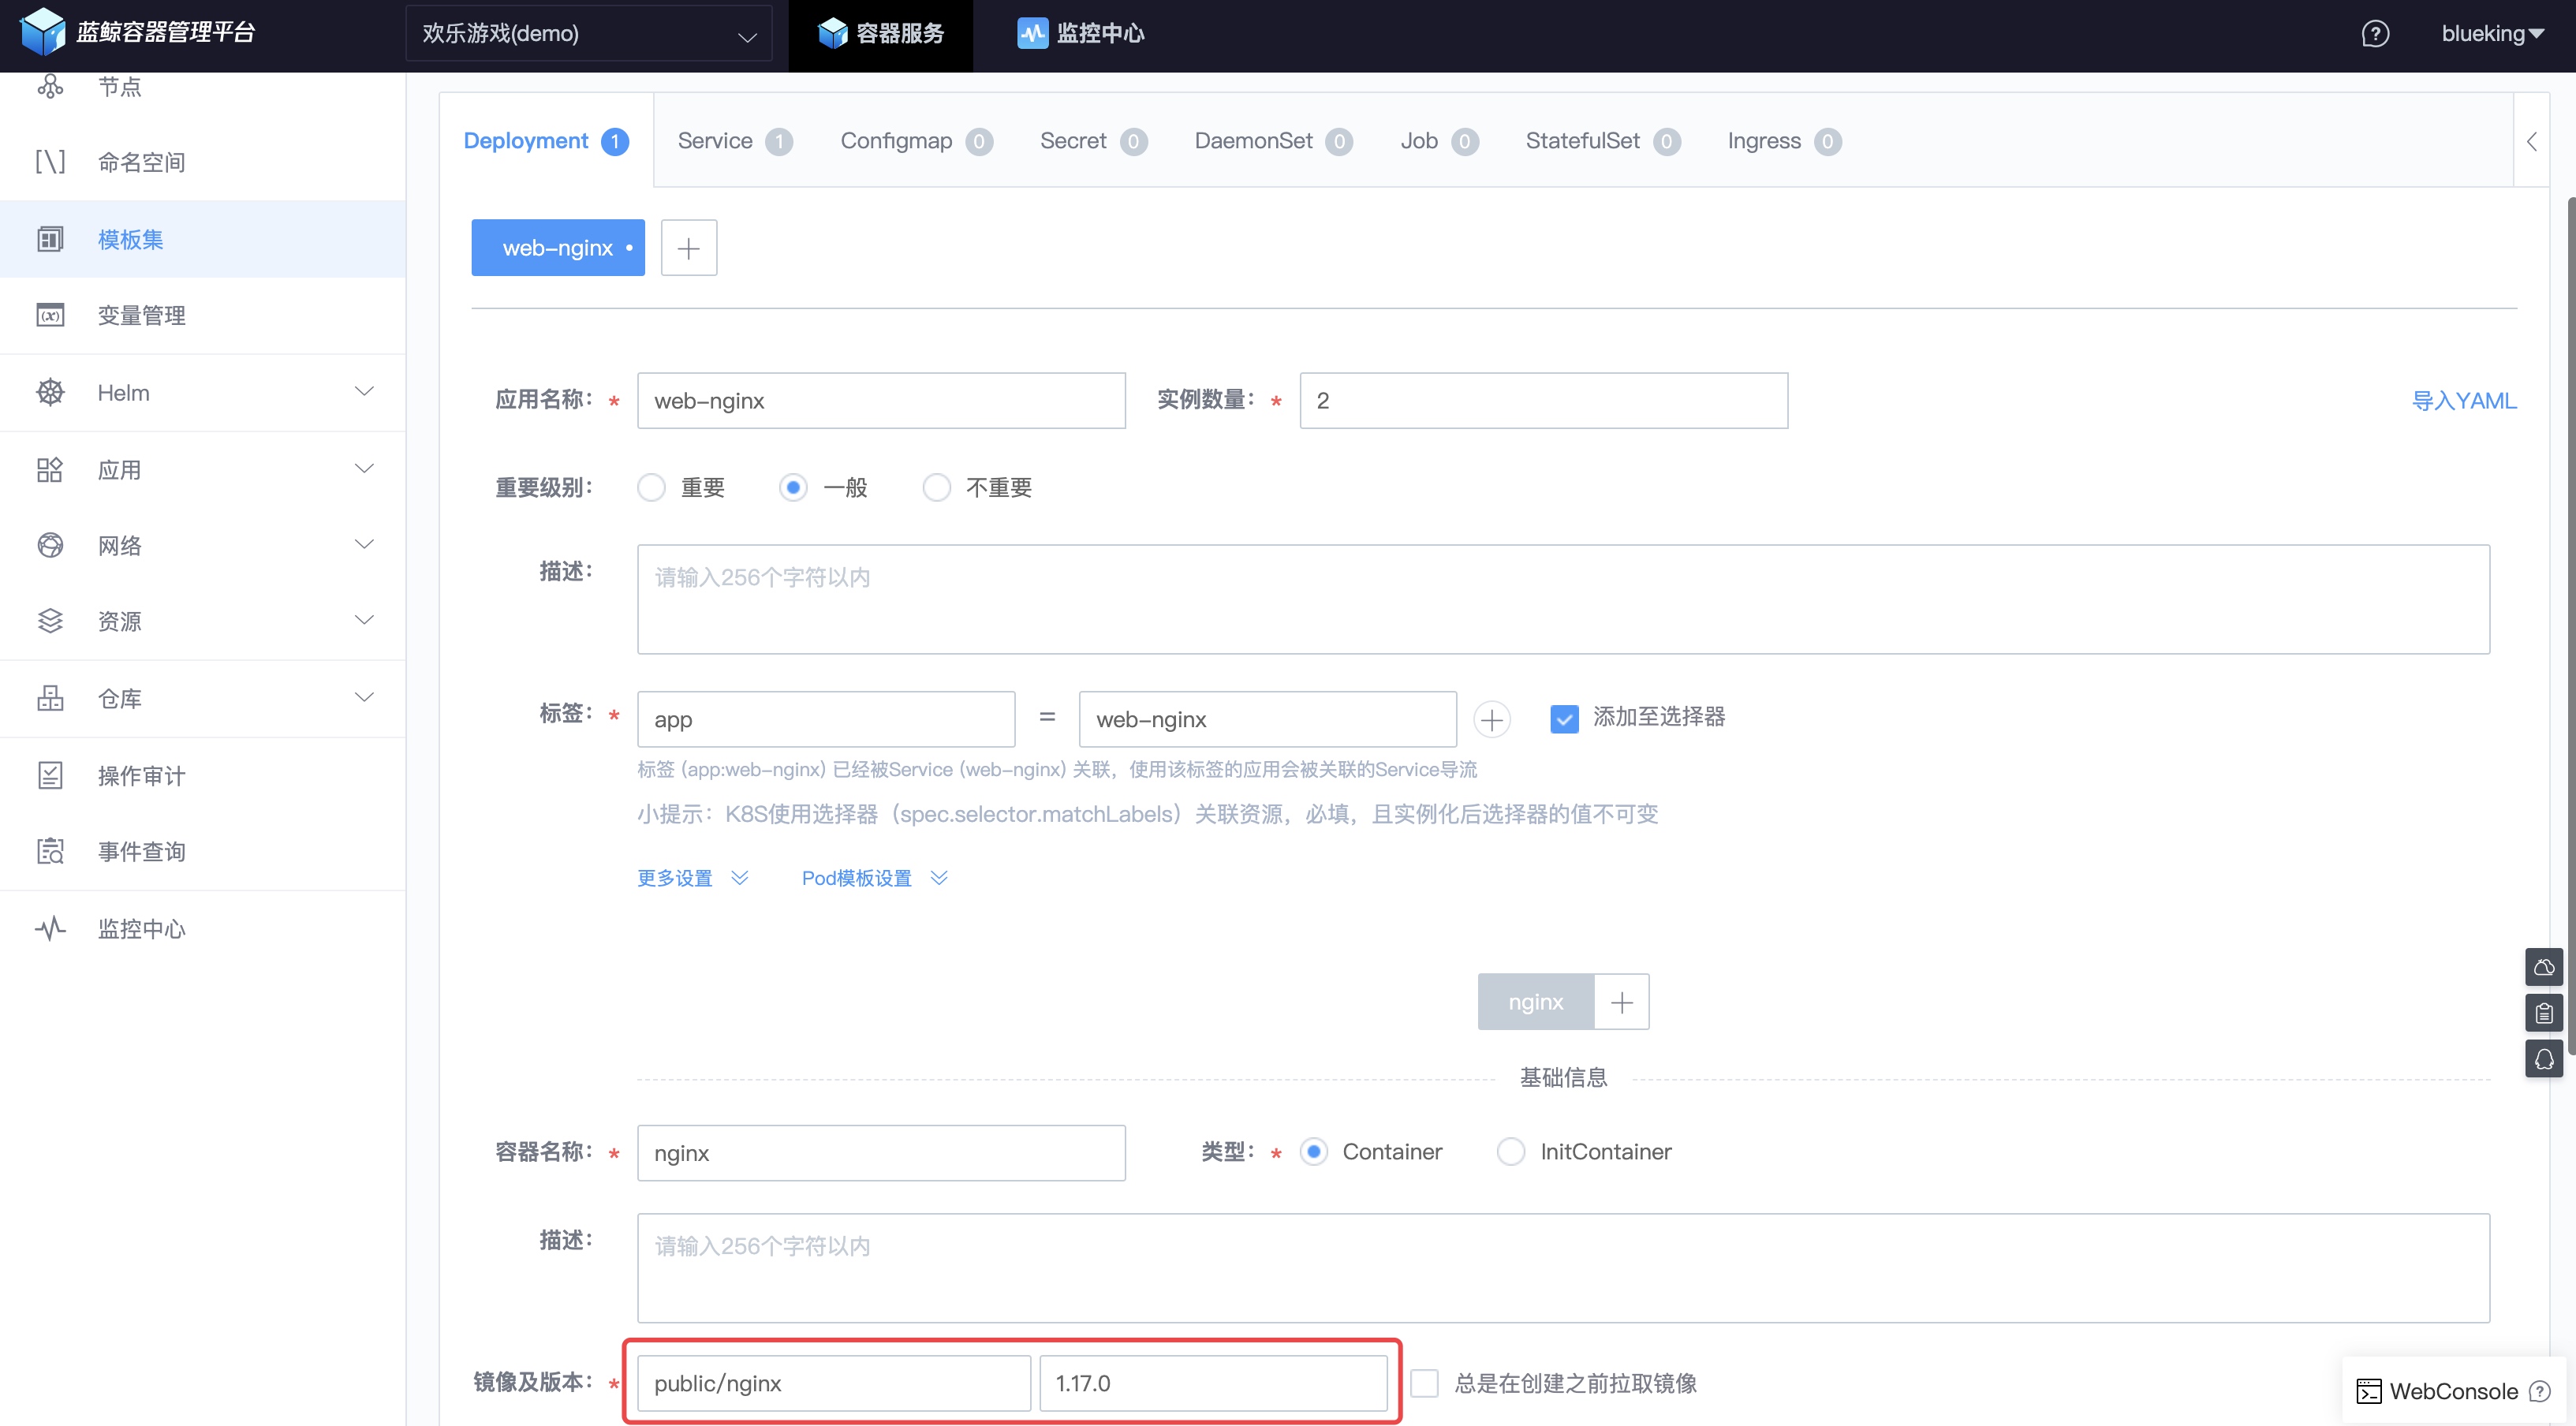 蓝鲸容器管理平台
欢乐游戏(demo)
容器服务
监控中心
blueking
节点
命名空间
模板集
变量管理
Helm
应用
网络
资源
仓库
操作审计
事件查询
监控中心
Deployment 1
Service 1
Configmap 0
Secret 0
DaemonSet 0
Job 0
StatefulSet 0
Ingress 0
web-nginx
应用名称： * web-nginx
实例数量： * 2
导入YAML
重要级别： 重要 一般 不重要
描述： 请输入256个字符以内
标签： * app = web-nginx 添加至选择器
标签 (app:web-nginx) 已经被Service (web-nginx) 关联，使用该标签的应用会被关联的Service导流
小提示：K8S使用选择器（spec.selector.matchLabels）关联资源，必填，且实例化后选择器的值不可变
更多设置 Pod模板设置
nginx
基础信息
容器名称： * nginx
类型： * Container InitContainer
描述： 请输入256个字符以内
镜像及版本： * public/nginx 1.17.0 总是在创建之前拉取镜像
WebConsole